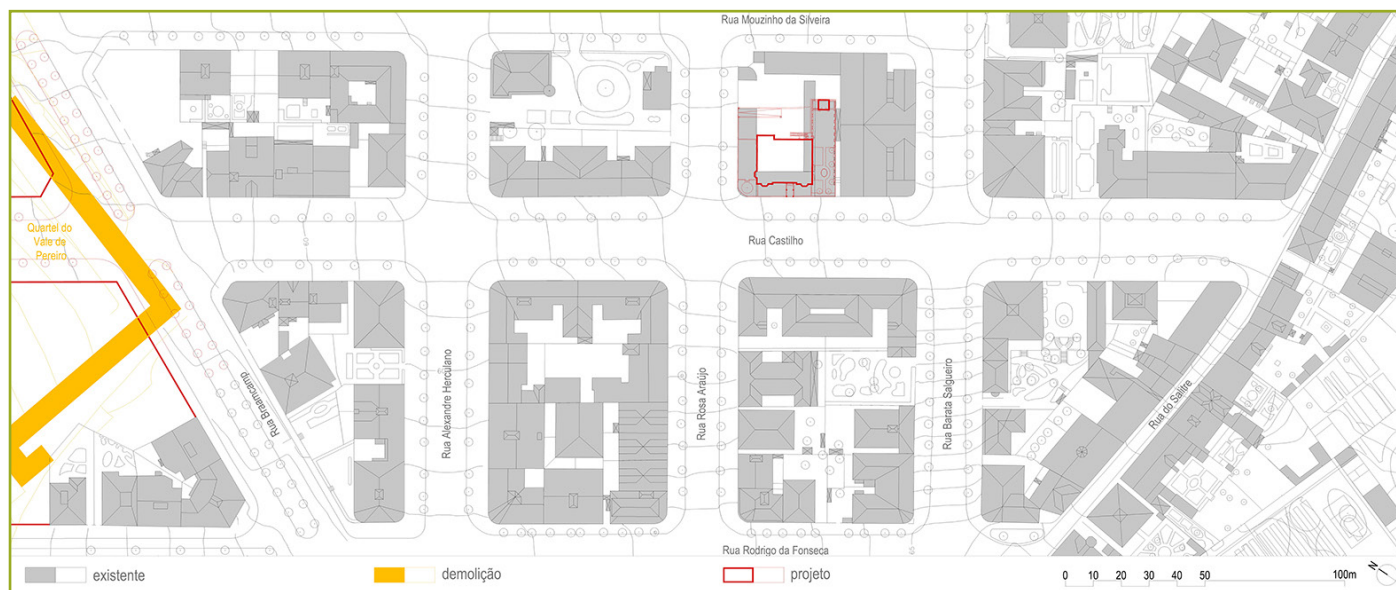 Rua Mouzinho da Silveira
Quartel do
Vale de
Pereiro
Rua Castilho
Rua Braamcamp
Rua Alexandre Herculano
Rua Rosa Araújo
Rua Barata Salgueiro
Rua do Salitre
Rua Rodrigo da Fonseca
existente
demolição
projeto
0 10 20 30 40 50 100m
N